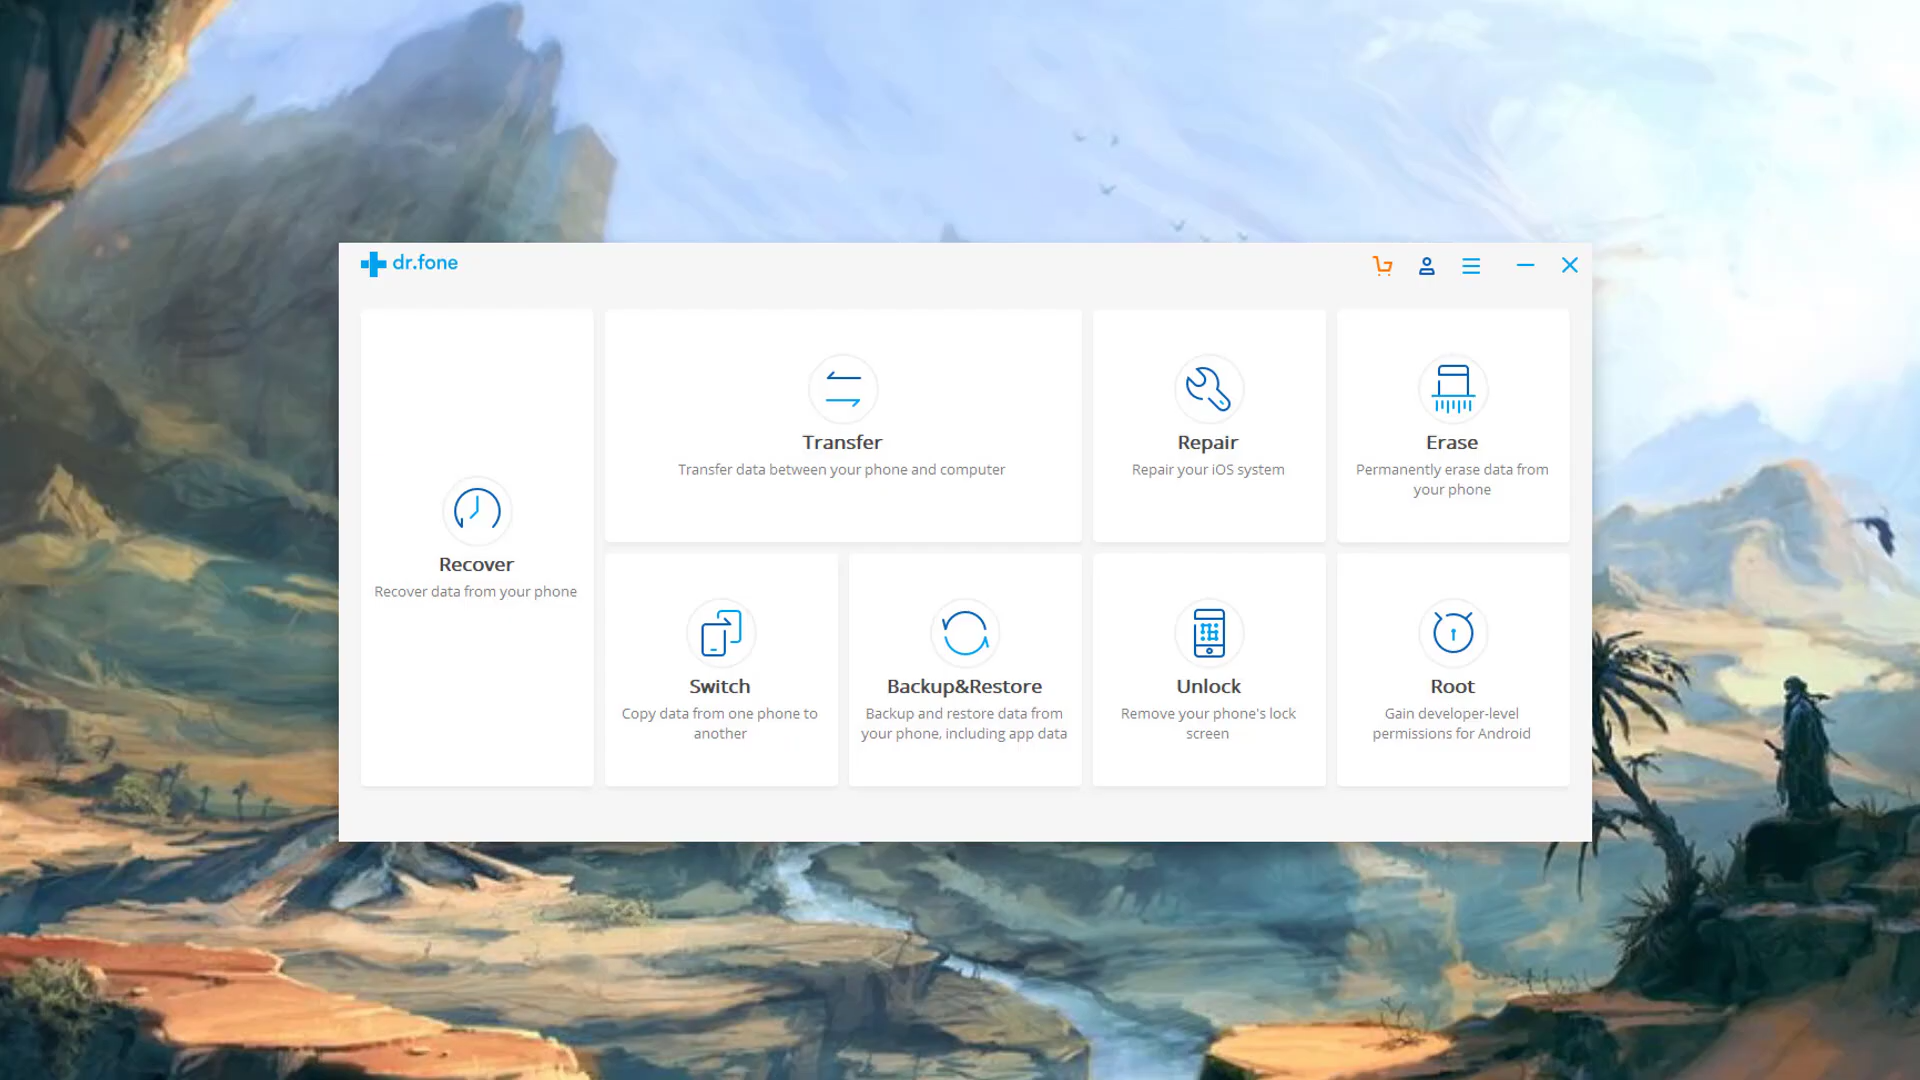 dr.fone
Recover
Recover data from your phone
Transfer
Transfer data between your phone and computer
Repair
Repair your iOS system
Erase
Permanently erase data from
your phone
Switch
Copy data from one phone to
another
Backup&Restore
Backup and restore data from
your phone, including app data
Unlock
Remove your phone's lock
screen
Root
Gain developer-level
permissions for Android